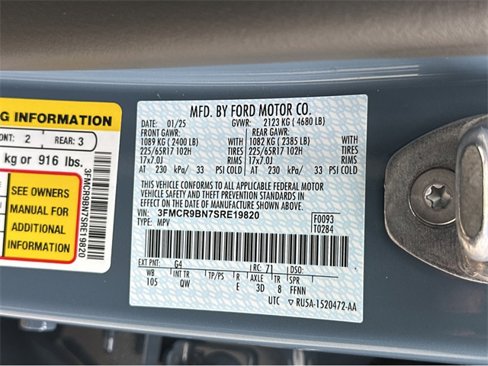 G INFORMATION
ONT: 2 REAR: 3
kg or 916 lbs.
SEE OWNERS
MANUAL FOR
ADDITIONAL
INFORMATION
3FMCR9BN7SRE19820
MFD. BY FORD MOTOR CO.
01/25 GVWR: 2123 KG ( 4680 LB)
FRONT GAWR: REAR GAWR:
1089 KG ( 2400 LB) 1082 KG ( 2385 LB)
225/65R17 102H TIRES 225/65R17 102H TIRES
17x7.0J RIMS 17x7.0J RIMS
AT 230 kPa/ 33 PSI COLD AT 230 kPa/ 33 PSI COLD
THIS VEHICLE CONFORMS TO ALL APPLICABLE FEDERAL MOTOR
VEHICLE SAFETY AND THEFT PREVENTION STANDARDS IN
EFFECT ON THE DATE OF MANUFACTURE SHOWN ABOVE.
VIN: 3FMCR9BN7SRE19820 F0093
TYPE: MPV T0284
EXT PNT: G4 RC: 71 DSO:
WB INT TR TP/PS R AXLE TR SPR
105 QW E 3D 8 FFNN
UTC RU5A-1520472-AA